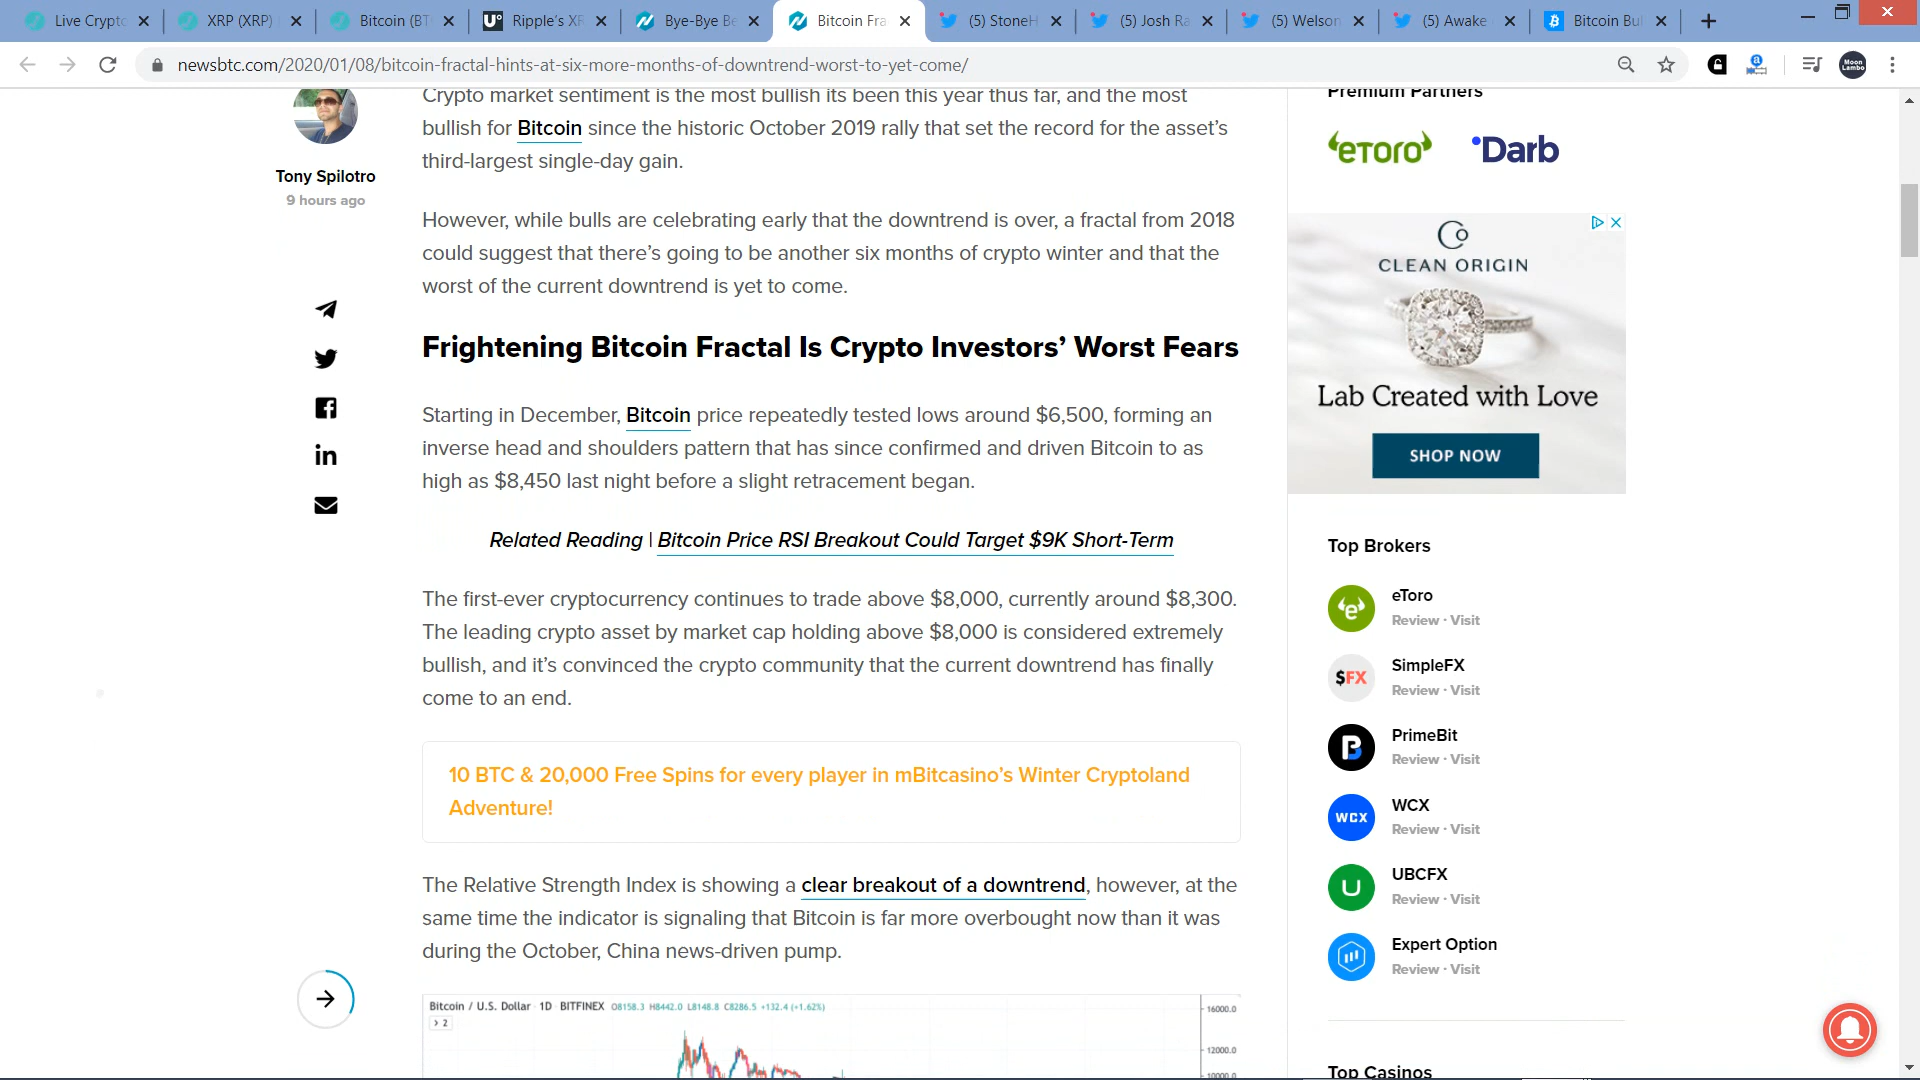 Live Crypto
XRP (XRP)
Bitcoin (BT
Ripple's XR
Bye-Bye Be
Bitcoin Fra
(5) StoneH
(5) Josh Ra
(5) Welson
(5) Awake
Bitcoin Bul
newsbtc.com/2020/01/08/bitcoin-fractal-hints-at-six-more-months-of-downtrend-worst-to-yet-come/
Moon Lambo
Crypto market sentiment is the most bullish its been this year thus far, and the most
bullish for Bitcoin since the historic October 2019 rally that set the record for the asset's
third-largest single-day gain.
Tony Spilotro
9 hours ago
However, while bulls are celebrating early that the downtrend is over, a fractal from 2018
could suggest that there's going to be another six months of crypto winter and that the
worst of the current downtrend is yet to come.
Frightening Bitcoin Fractal Is Crypto Investors' Worst Fears
Starting in December, Bitcoin price repeatedly tested lows around $6,500, forming an
inverse head and shoulders pattern that has since confirmed and driven Bitcoin to as
high as $8,450 last night before a slight retracement began.
Related Reading | Bitcoin Price RSI Breakout Could Target $9K Short-Term
The first-ever cryptocurrency continues to trade above $8,000, currently around $8,300.
The leading crypto asset by market cap holding above $8,000 is considered extremely
bullish, and it's convinced the crypto community that the current downtrend has finally
come to an end.
10 BTC & 20,000 Free Spins for every player in mBitcasino's Winter Cryptoland
Adventure!
The Relative Strength Index is showing a clear breakout of a downtrend, however, at the
same time the indicator is signaling that Bitcoin is far more overbought now than it was
during the October, China news-driven pump.
Bitcoin / U.S. Dollar 1D BITFINEX O8158.3 H8442.0 L8148.8 C8286.5 +132.4 (+1.62%)
2
16000.0
12000.0
10000.0
Premium Partners
eToro Darb
CLEAN ORIGIN
Lab Created with Love
SHOP NOW
Top Brokers
eToro
Review · Visit
$FX
SimpleFX
Review · Visit
PrimeBit
Review · Visit
WCX
WCX
Review · Visit
UBCFX
Review · Visit
Expert Option
Review · Visit
Top Casinos